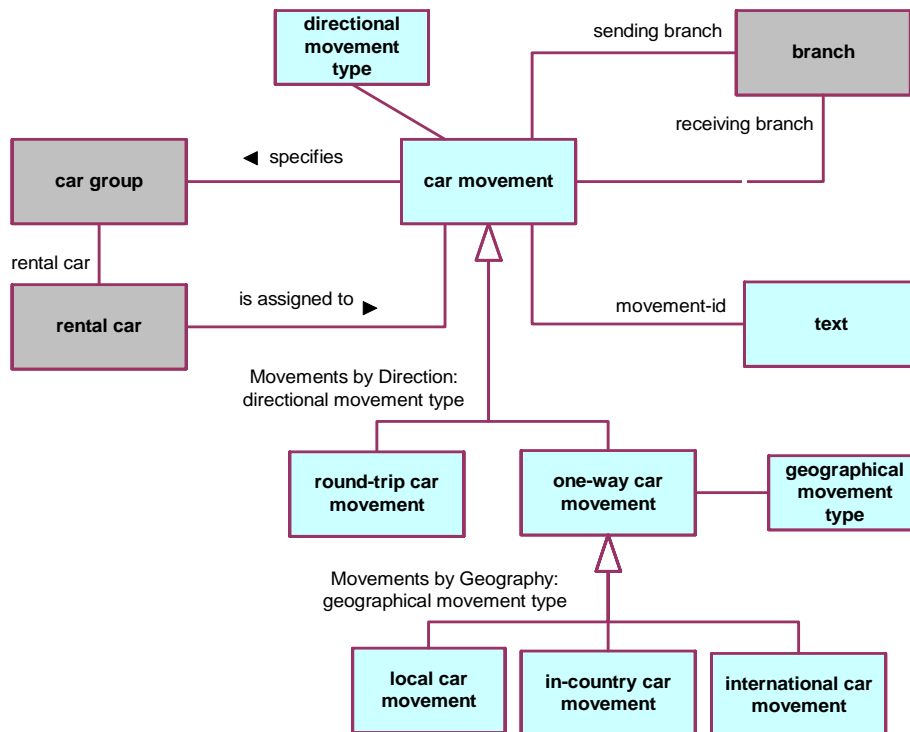 directional
movement
type
sending branch
branch
receiving branch
◄ specifies
car group
car movement
rental car
is assigned to ►
rental car
movement-id
text
Movements by Direction:
directional movement type
round-trip car
movement
one-way car
movement
geographical
movement
type
Movements by Geography:
geographical movement type
local car
movement
in-country car
movement
international car
movement